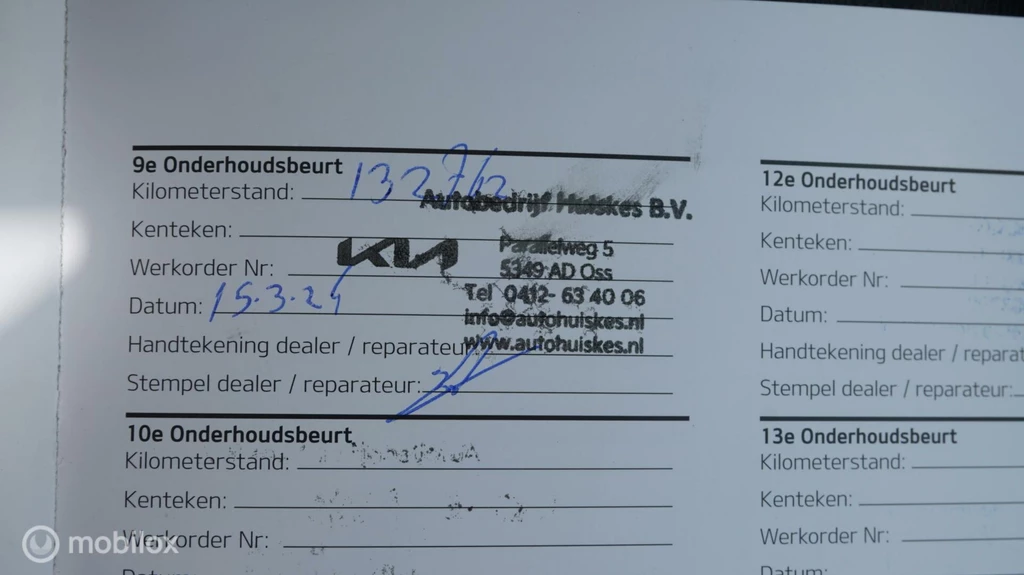 9e Onderhoudsbeurt
Kilometerstand: 132762
Autobedrijf Huiskes B.V.
Kenteken:
KIA
Parallelweg 5
Werkorder Nr:
5349 AD Oss
Datum: 15.3.24
Tel 0412- 63 40 06
info@autohuiskes.nl
Handtekening dealer / reparateur:
www.autohuiskes.nl
Stempel dealer / reparateur:
10e Onderhoudsbeurt
Kilometerstand:
Kenteken:
Werkorder Nr:
12e Onderhoudsbeurt
Kilometerstand:
Kenteken:
Werkorder Nr:
Datum:
Handtekening dealer / reparat
Stempel dealer / reparateur:
13e Onderhoudsbeurt
Kilometerstand:
Kenteken:
Werkorder Nr:
Datum:
mobilox